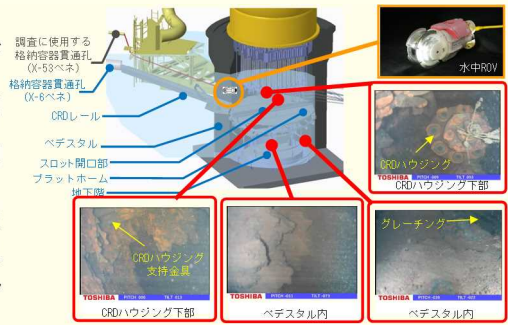 調査に使用する
格納容器貫通孔
(X-53ペネ)
格納容器貫通孔
(X-6ペネ)
CRDレール
ペデスタル
スロット開口部
プラットホーム
地下階
水中ROV
CRDハウジング
TOSHIBA
CRDハウジング下部
CRDハウジング
支持金具
TOSHIBA
CRDハウジング下部
TOSHIBA
ペデスタル内
グレーチング
TOSHIBA
ペデスタル内